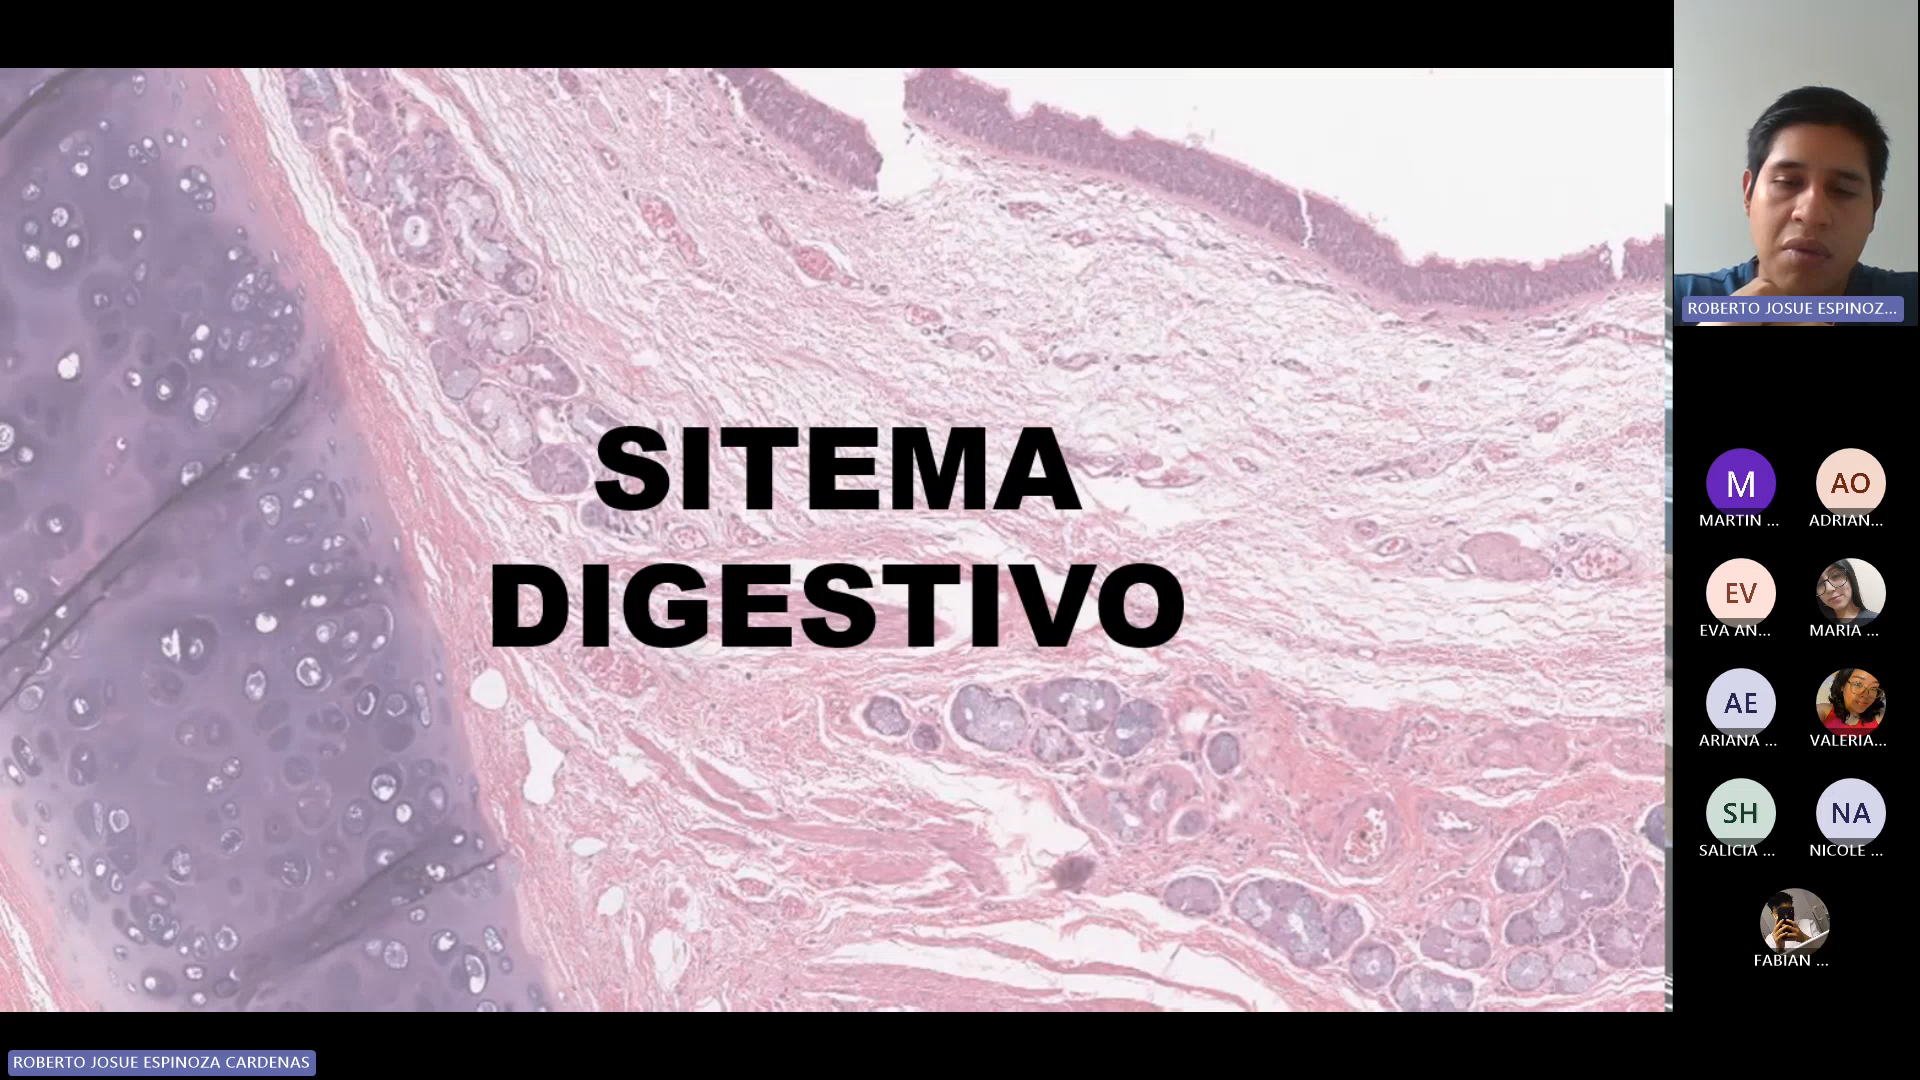 SITEMA
DIGESTIVO
ROBERTO JOSUE ESPINOZ...
M
AO
MARTIN ...
ADRIAN...
EV
EVA AN...
MARIA ...
AE
ARIANA ...
VALERIA...
SH
NA
SALICIA ...
NICOLE ...
FABIAN ...
ROBERTO JOSUE ESPINOZA CARDENAS